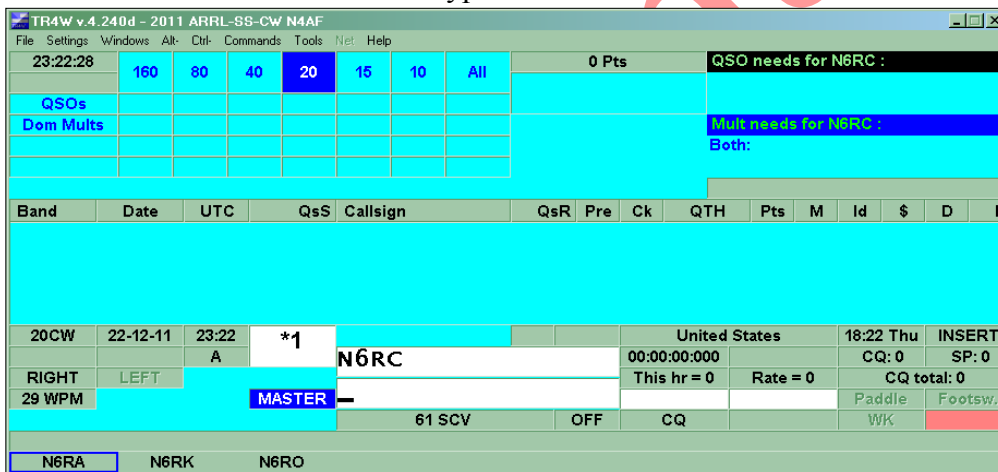 TR4W v.4.240d - 2011 ARRL-SS-CW N4AF
File Settings Windows Alt- Ctrl- Commands Tools Net Help
23:22:28 160 80 40 20 15 10 All 0 Pts QSO needs for N6RC :
QSOs
Dom Mults Mult needs for N6RC :
Both:
Band Date UTC QsS Callsign QsR Pre Ck QTH Pts M Id $ D
20CW 22-12-11 23:22 *1 United States 18:22 Thu INSERT
A N6RC 00:00:00:000 CQ: 0 SP: 0
RIGHT LEFT This hr = 0 Rate = 0 CQ total: 0
29 WPM MASTER Paddle Footsw.
61 SCV OFF CQ WK
N6RA N6RK N6RO